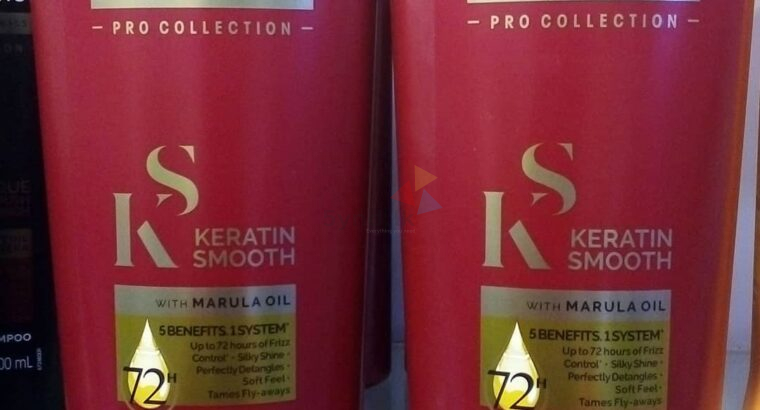 PRO COLLECTION
KS
KERATIN
SMOOTH
WITH MARULA OIL
5 BENEFITS. 1 SYSTEM*
Up to 72 hours of Frizz
Control* • Silky Shine •
Perfectly Detangles •
Soft Feel •
Tames Fly-aways
72H
PRO COLLECTION
KS
KERATIN
SMOOTH
WITH MARULA OIL
5 BENEFITS. 1 SYSTEM*
Up to 72 hours of Frizz
Control* • Silky Shine •
Perfectly Detangles •
Soft Feel •
Tames Fly-aways
72H